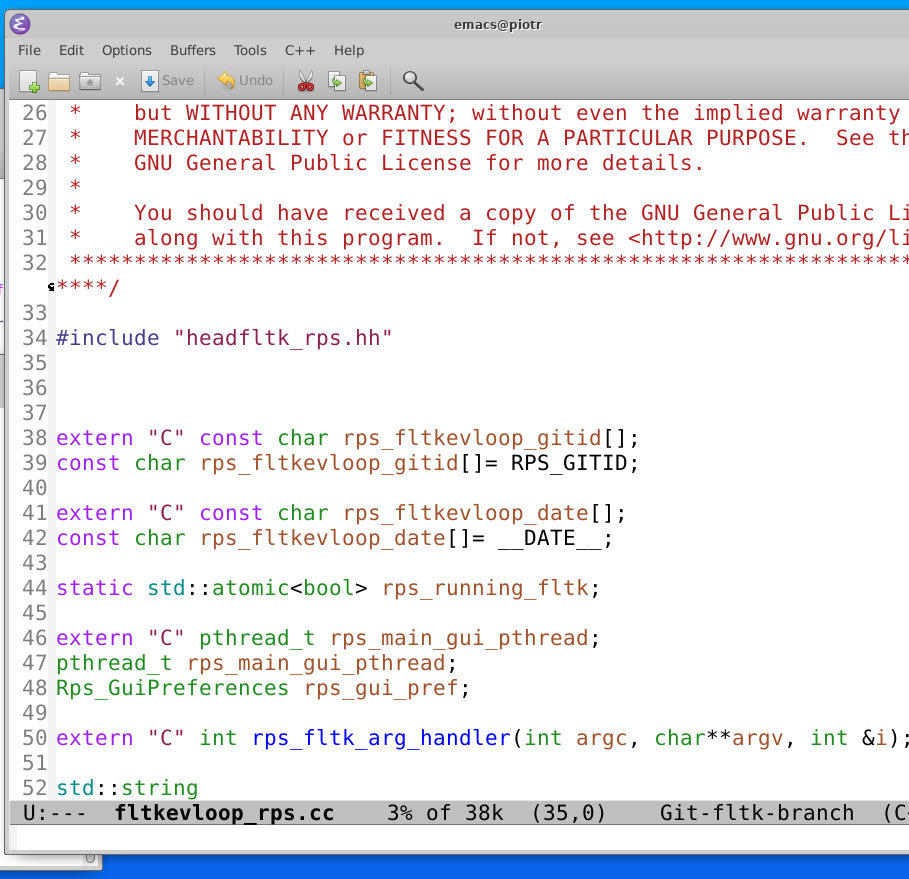 emacs@piotr
File Edit Options Buffers Tools C++ Help
Save Undo
26 *    but WITHOUT ANY WARRANTY; without even the implied warranty
27 *    MERCHANTABILITY or FITNESS FOR A PARTICULAR PURPOSE.  See th
28 *    GNU General Public License for more details.
29 *
30 *    You should have received a copy of the GNU General Public Li
31 *    along with this program.  If not, see <http://www.gnu.org/li
32 *****************************************************************
****/
33
34 #include "headfltk_rps.hh"
35
36
37
38 extern "C" const char rps_fltkevloop_gitid[];
39 const char rps_fltkevloop_gitid[]= RPS_GITID;
40
41 extern "C" const char rps_fltkevloop_date[];
42 const char rps_fltkevloop_date[]= __DATE__;
43
44 static std::atomic<bool> rps_running_fltk;
45
46 extern "C" pthread_t rps_main_gui_pthread;
47 pthread_t rps_main_gui_pthread;
48 Rps_GuiPreferences rps_gui_pref;
49
50 extern "C" int rps_fltk_arg_handler(int argc, char**argv, int &i);
51
52 std::string
U:--- fltkevloop_rps.cc 3% of 38k (35,0) Git-fltk-branch (C